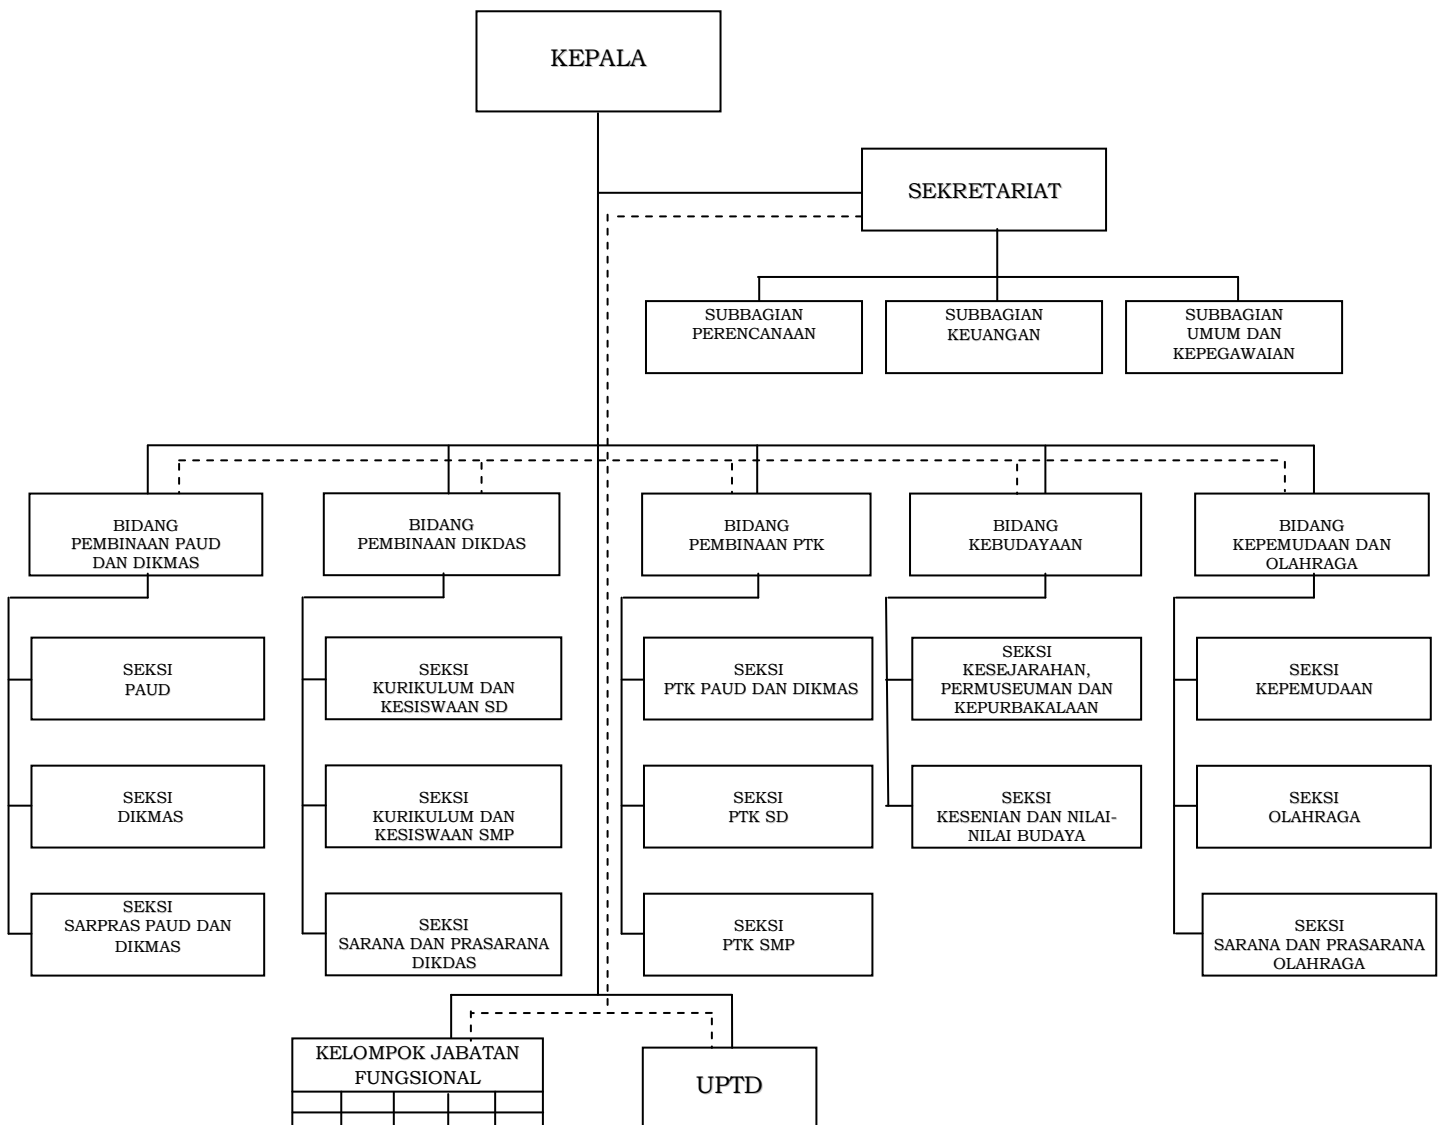 KEPALA
SEKRETARIAT
SUBBAGIAN
PERENCANAAN
SUBBAGIAN
KEUANGAN
SUBBAGIAN
UMUM DAN
KEPEGAWAIAN
BIDANG
PEMBINAAN PAUD
DAN DIKMAS
BIDANG
PEMBINAAN DIKDAS
BIDANG
PEMBINAAN PTK
BIDANG
KEBUDAYAAN
BIDANG
KEPEMUDAAN DAN
OLAHRAGA
SEKSI
PAUD
SEKSI
KURIKULUM DAN
KESISWAAN SD
SEKSI
PTK PAUD DAN DIKMAS
SEKSI
KESEJARAHAN,
PERMUSEUMAN DAN
KEPURBAKALAAN
SEKSI
KEPEMUDAAN
SEKSI
DIKMAS
SEKSI
KURIKULUM DAN
KESISWAAN SMP
SEKSI
PTK SD
SEKSI
KESENIAN DAN NILAI-
NILAI BUDAYA
SEKSI
OLAHRAGA
SEKSI
SARPRAS PAUD DAN
DIKMAS
SEKSI
SARANA DAN PRASARANA
DIKDAS
SEKSI
PTK SMP
SEKSI
SARANA DAN PRASARANA
OLAHRAGA
KELOMPOK JABATAN
FUNGSIONAL
UPTD